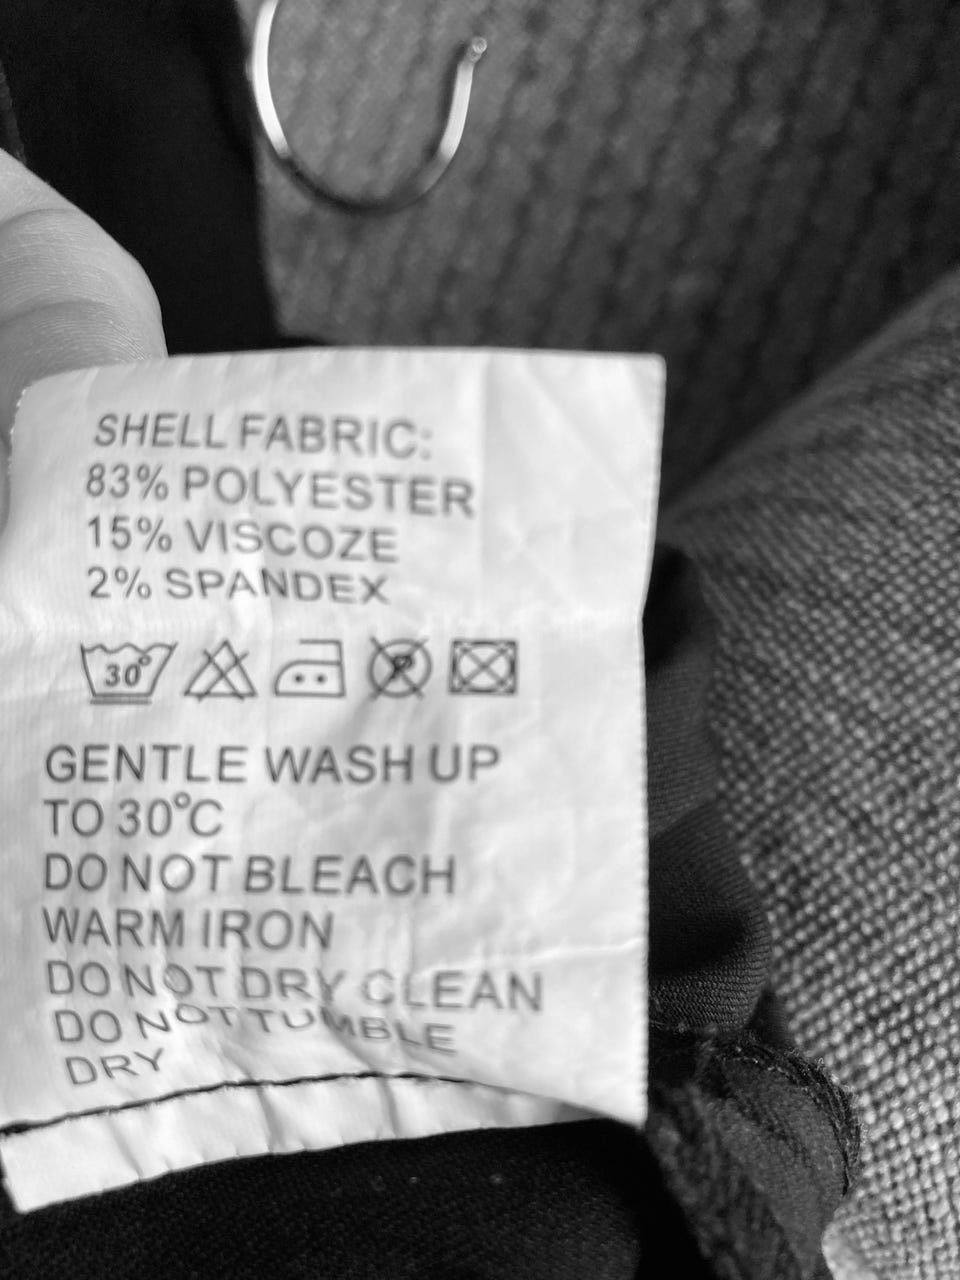 SHELL FABRIC:
83% POLYESTER
15% VISCOZE
2% SPANDEX
30°
P
GENTLE WASH UP
TO 30°C
DO NOT BLEACH
WARM IRON
DO NOT DRY CLEAN
DO NOT TUMBLE
DRY